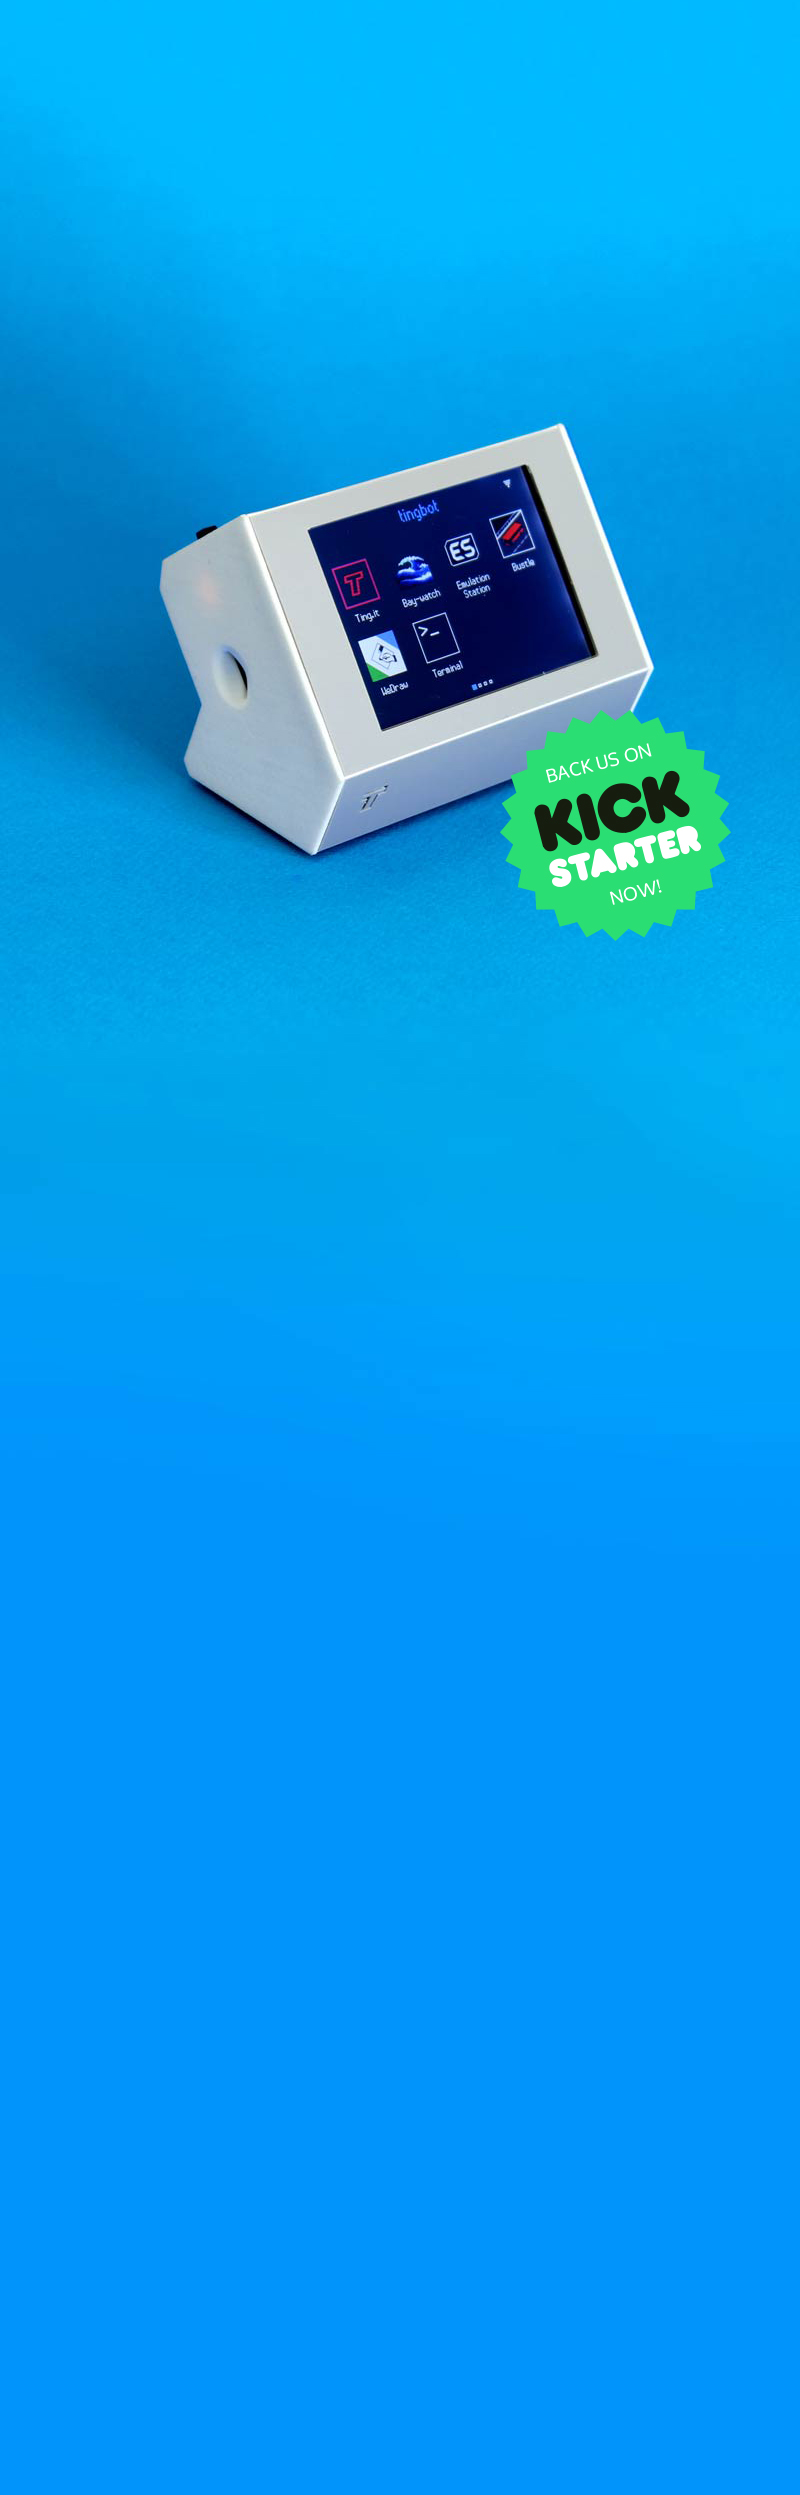 tingbot
T
Ting.it
Bay-watch
ES
Emulation
Station
Bustle
>_
WeDraw
Terminal
T
BACK US ON
KICK
STARTER
NOW!